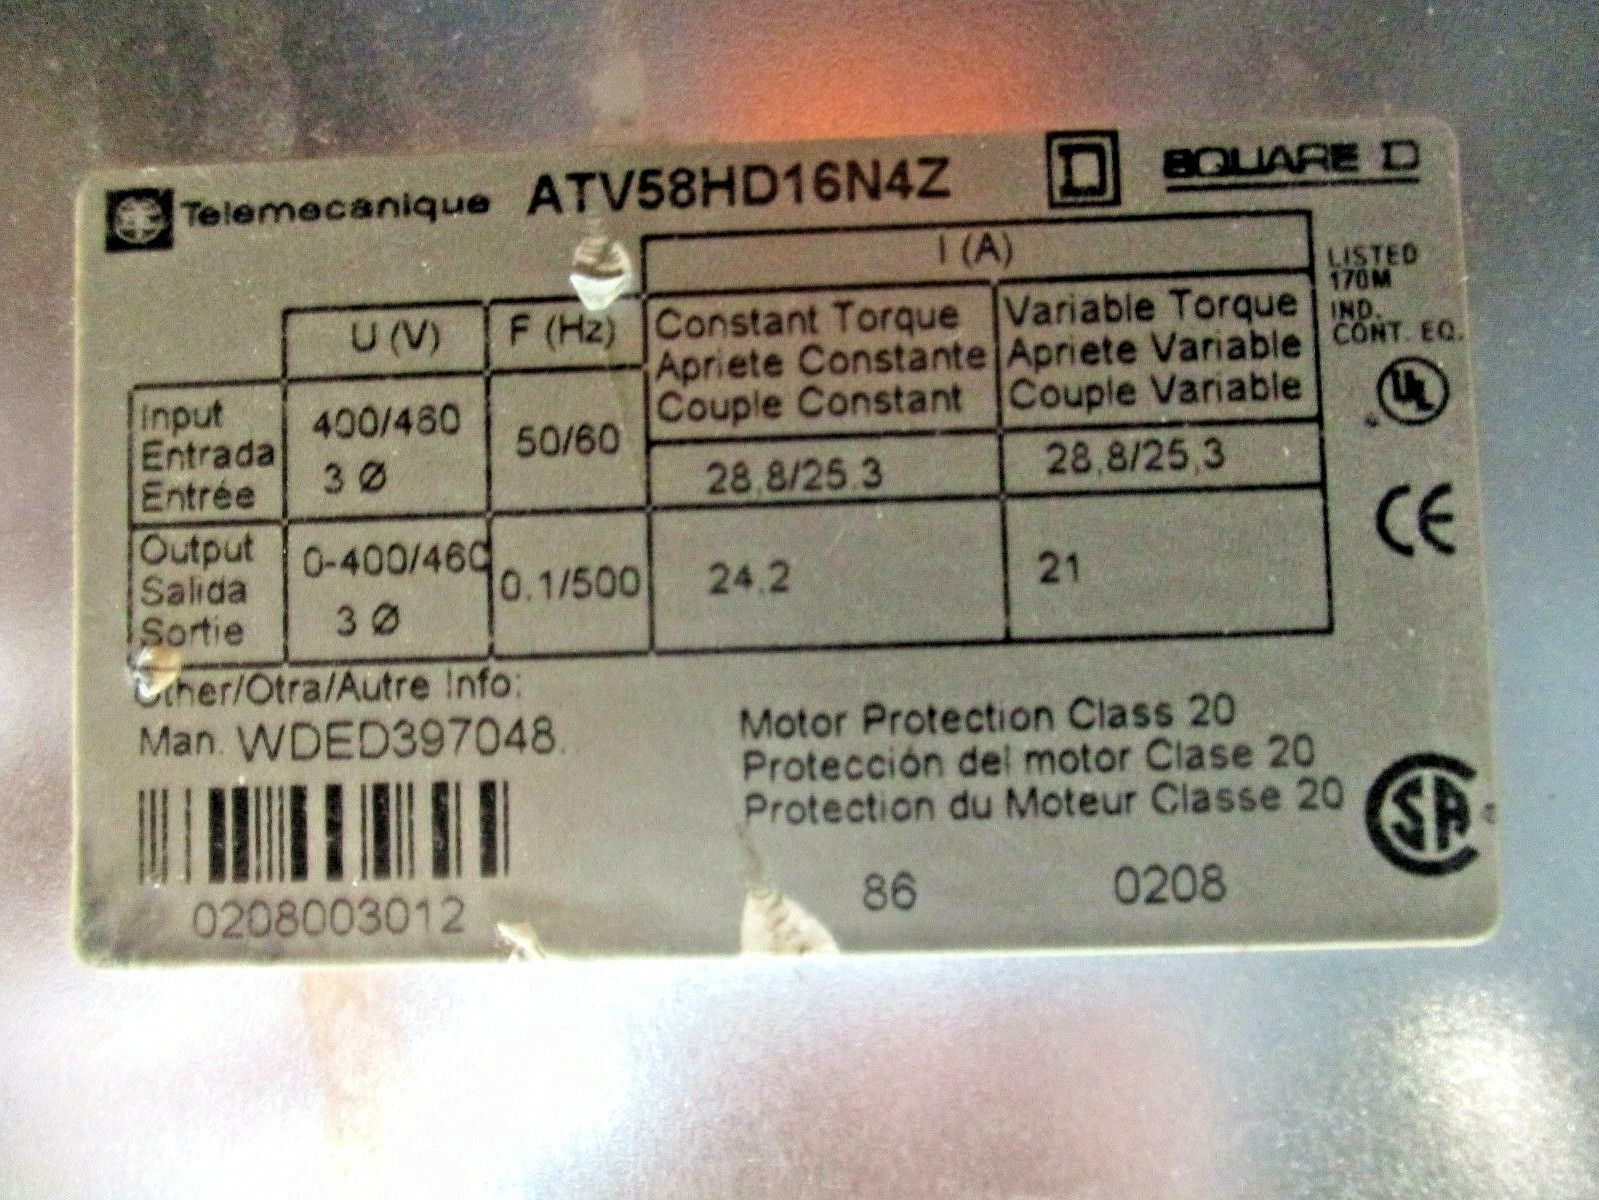 Telemecanique ATV58HD16N4Z D SQUARE D
I (A)
U (V) F (Hz)
Constant Torque
Apriete Constante
Couple Constant
Variable Torque
Apriete Variable
Couple Variable
Input
Entrada
Entrée
400/460
3 Ø
50/60
28,8/25,3
28,8/25,3
Output
Salida
Sortie
0-400/460
3 Ø
0.1/500
24.2
21
LISTED
170M
IND.
CONT. EQ.
UL
CE
Other/Otra/Autre Info:
Man. WDED397048.
Motor Protection Class 20
Protección del motor Clase 20
Protection du Moteur Classe 20
86 0208
0208003012
CSA